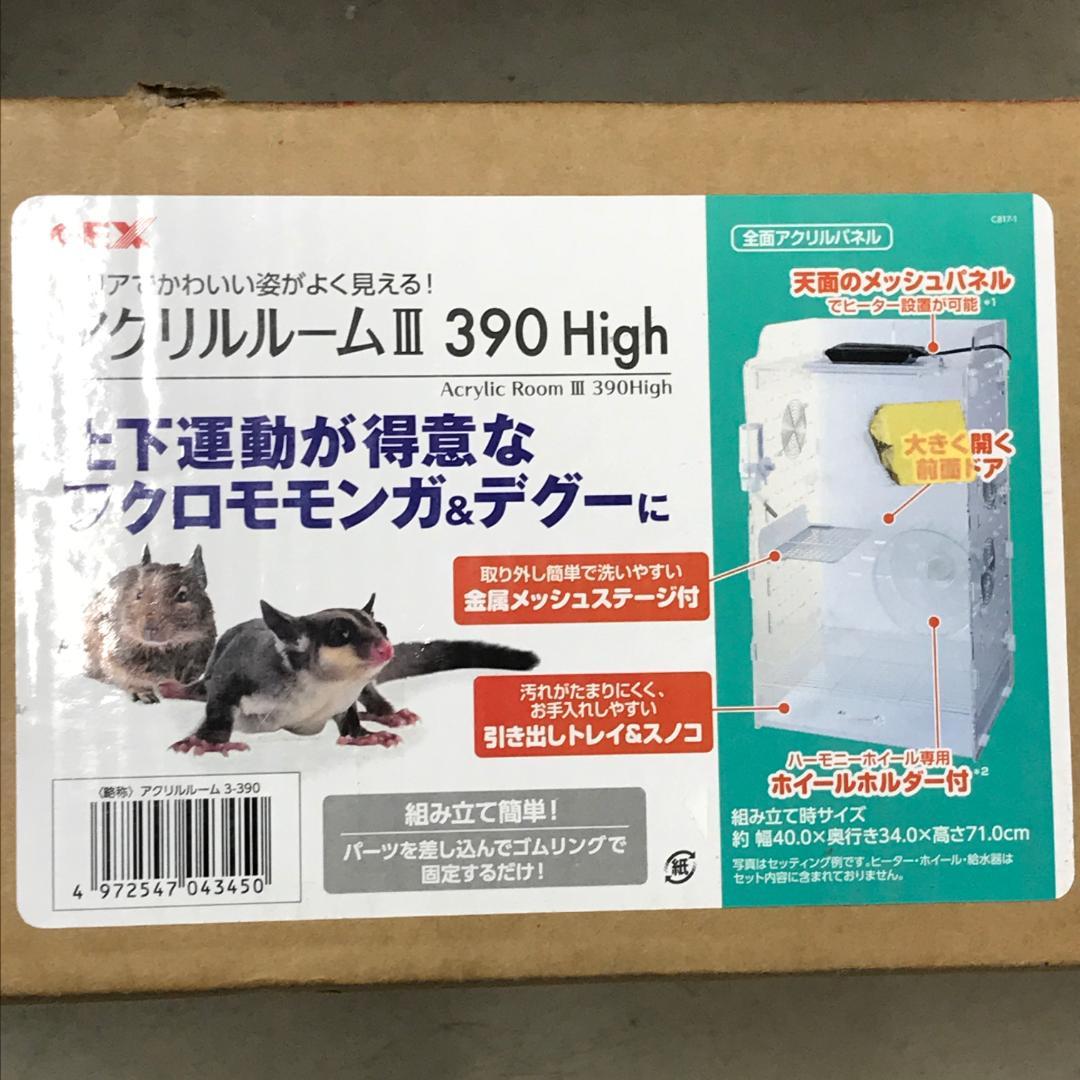 GEX
クリアでかわいい姿がよく見える!
アクリルルームⅢ 390 High
Acrylic Room Ⅲ 390High
上下運動が得意な
フクロモモンガ&デグーに
取り外し簡単で洗いやすい
金属メッシュステージ付
汚れがたまりにくく、
お手入れしやすい
引き出しトレイ&スノコ
〈略称〉アクリルルーム 3-390
4 972547 043450
組み立て簡単!
パーツを差し込んでゴムリングで
固定するだけ!
紙
CB17-1
全面アクリルパネル
天面のメッシュパネル
でヒーター設置が可能 *1
大きく開く
前面ドア
ハーモニーホイール専用
ホイールホルダー付 *2
組み立て時サイズ
約 幅40.0×奥行き34.0×高さ71.0cm
写真はセッティング例です。ヒーター・ホイール・給水器は
セット内容に含まれておりません。